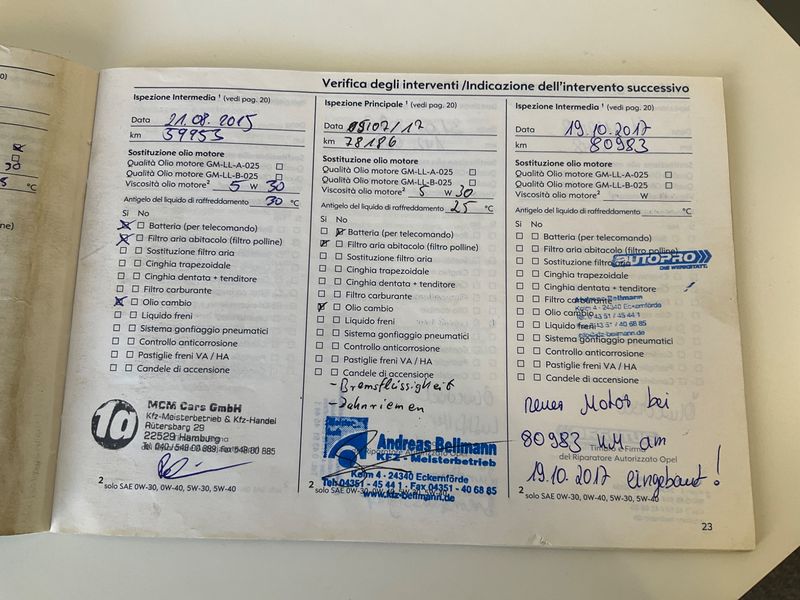 Verifica degli interventi /Indicazione dell'intervento successivo
Ispezione Intermedia ¹ (vedi pag. 20)
Data 21.08.2015
km 59953
Sostituzione olio motore
Qualità Olio motore GM-LL-A-025
Qualità Olio motore GM-LL-B-025
Viscosità olio motore² 5 W 30
Antigelo del liquido di raffreddamento 30 °C
Si No
Batteria (per telecomando)
Filtro aria abitacolo (filtro polline)
Sostituzione filtro aria
Cinghia trapezoidale
Cinghia dentata + tenditore
Filtro carburante
Olio cambio
Liquido freni
Sistema gonfiaggio pneumatici
Controllo anticorrosione
Pastiglie freni VA / HA
Candele di accensione
10
MCM Cars GmbH
Kfz-Meisterbetrieb & Kfz-Handel
Rütersbarg 29
22529 Hamburg
2
solo SAE 0W-30, 0W-40, 5W-30, 5W-40
Ispezione Principale ¹ (vedi pag. 20)
Data 19/07/17
km 78186
Sostituzione olio motore
Qualità Olio motore GM-LL-A-025
Qualità Olio motore GM-LL-B-025
Viscosità olio motore² 5 W 30
Antigelo del liquido di raffreddamento 25 °C
Si No
Batteria (per telecomando)
Filtro aria abitacolo (filtro polline)
Sostituzione filtro aria
Cinghia trapezoidale
Cinghia dentata + tenditore
Filtro carburante
Olio cambio
Liquido freni
Sistema gonfiaggio pneumatici
Controllo anticorrosione
Pastiglie freni VA / HA
Candele di accensione
- Bremsflüssigkeit
- Zahnriemen
Andreas Bellmann
KFZ - Meisterbetrieb
Kolm 4 - 24340 Eckernförde
Tel. 04351 - 45 44 1 Fax 04351 - 40 68 85
www.kfz-bellmann.de
2
solo SAE 0W-30, 0W-40, 5W-30, 5W-40
Ispezione Intermedia ¹ (vedi pag. 20)
Data 19.10.2017
km 80983
Sostituzione olio motore
Qualità Olio motore GM-LL-A-025
Qualità Olio motore GM-LL-B-025
Viscosità olio motore² W
Antigelo del liquido di raffreddamento °C
Si No
Batteria (per telecomando)
Filtro aria abitacolo (filtro polline)
Sostituzione filtro aria
AUTOPRO
DIE WERKSTATT.
Cinghia trapezoidale
Cinghia dentata + tenditore
Filtro carburante
Bellmann
Kolm 4 - 24340 Eckernförde
Olio cambio
Liquido freni
Sistema gonfiaggio pneumatici
Controllo anticorrosione
Pastiglie freni VA / HA
Candele di accensione
neues Motor bei
80983 KM am
Timbro e Firma
del Riparatore Autorizzato Opel
19.10.2017 eingebaut!
2
solo SAE 0W-30, 0W-40, 5W-30, 5W-40
23